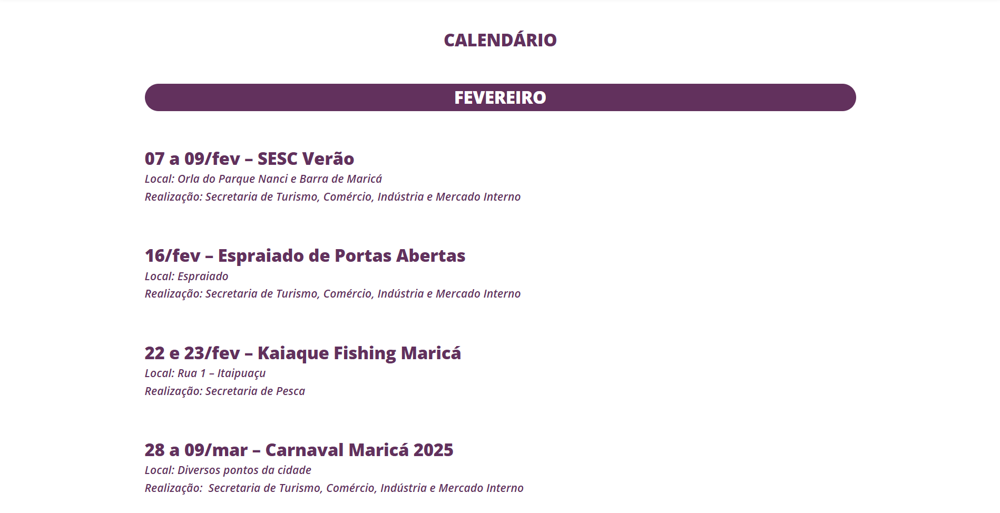 CALENDÁRIO
FEVEREIRO
07 a 09/fev – SESC Verão
Local: Orla do Parque Nanci e Barra de Maricá
Realização: Secretaria de Turismo, Comércio, Indústria e Mercado Interno
16/fev – Espraiado de Portas Abertas
Local: Espraiado
Realização: Secretaria de Turismo, Comércio, Indústria e Mercado Interno
22 e 23/fev – Kaiaque Fishing Maricá
Local: Rua 1 – Itaipuaçu
Realização: Secretaria de Pesca
28 a 09/mar – Carnaval Maricá 2025
Local: Diversos pontos da cidade
Realização:  Secretaria de Turismo, Comércio, Indústria e Mercado Interno